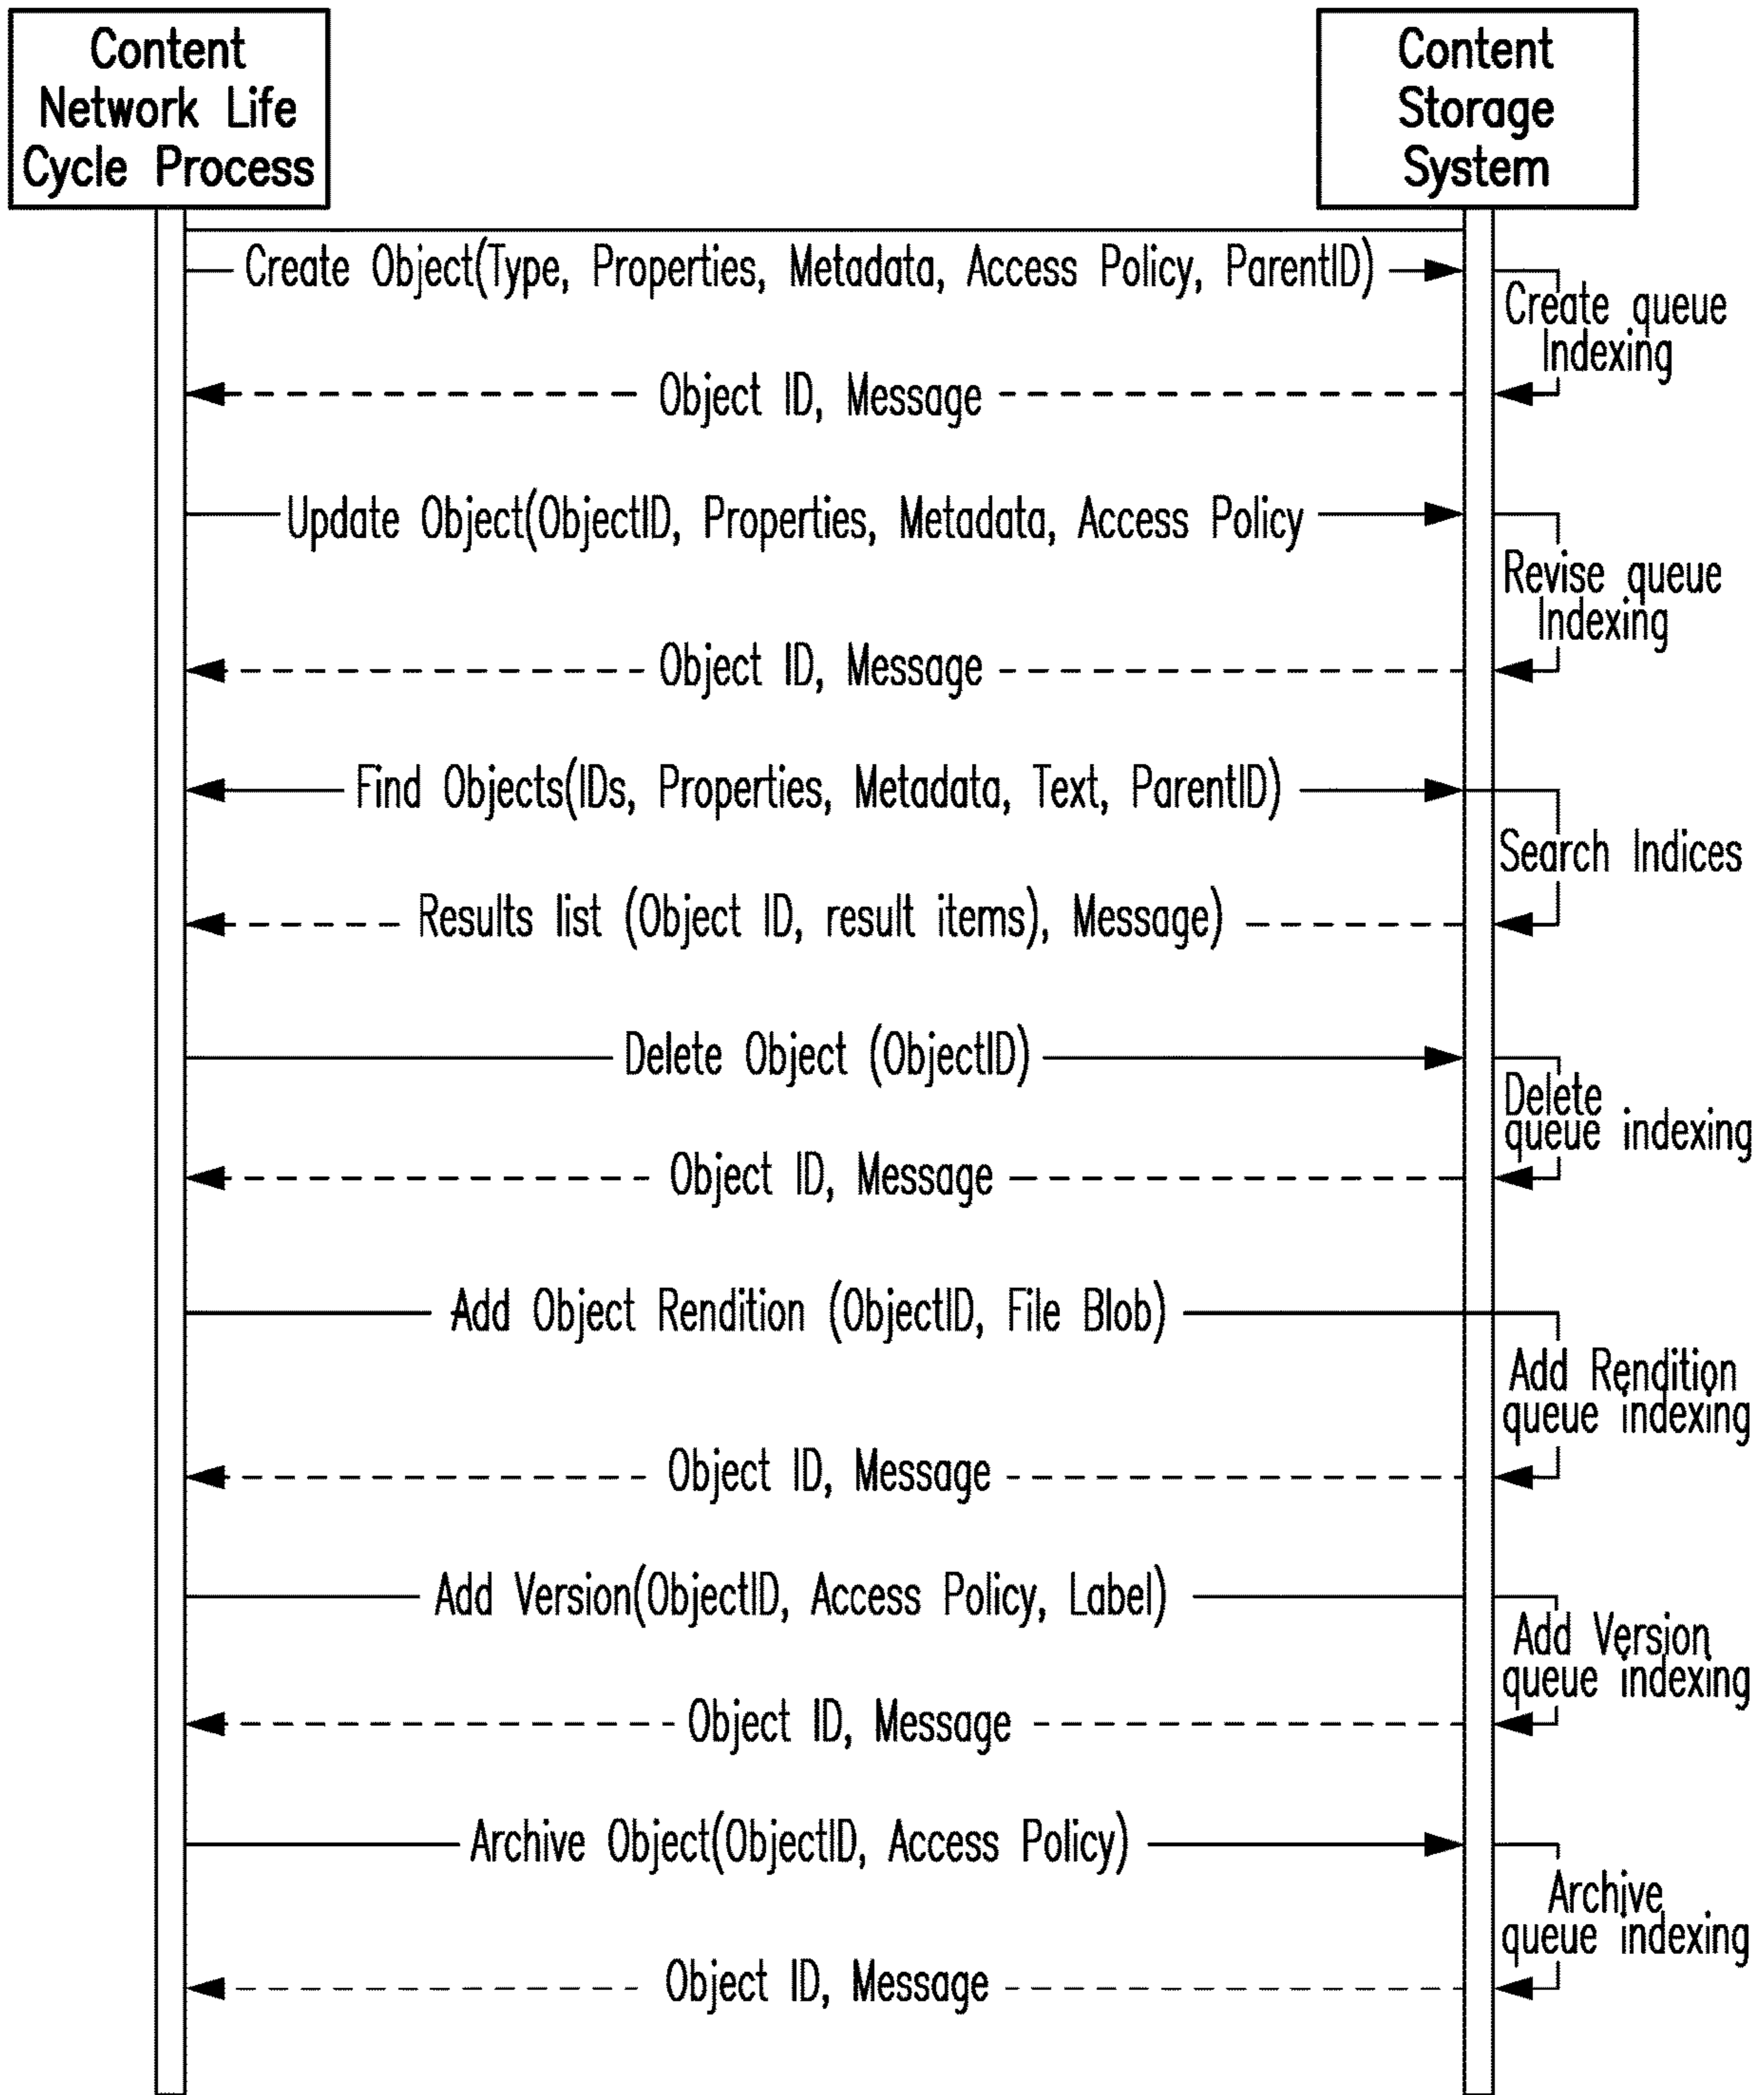 Content
Network Life
Cycle Process
Content
Storage
System
Create Object(Type, Properties, Metadata, Access Policy, ParentID)
Create queue
Indexing
Object ID, Message
Update Object(ObjectID, Properties, Metadata, Access Policy
Revise queue
Indexing
Object ID, Message
Find Objects(IDs, Properties, Metadata, Text, ParentID)
Search Indices
Results list (Object ID, result items), Message)
Delete Object (ObjectID)
Delete
queue indexing
Object ID, Message
Add Object Rendition (ObjectID, File Blob)
Add Rendition
queue indexing
Object ID, Message
Add Version(ObjectID, Access Policy, Label)
Add Version
queue indexing
Object ID, Message
Archive Object(ObjectID, Access Policy)
Archive
queue indexing
Object ID, Message